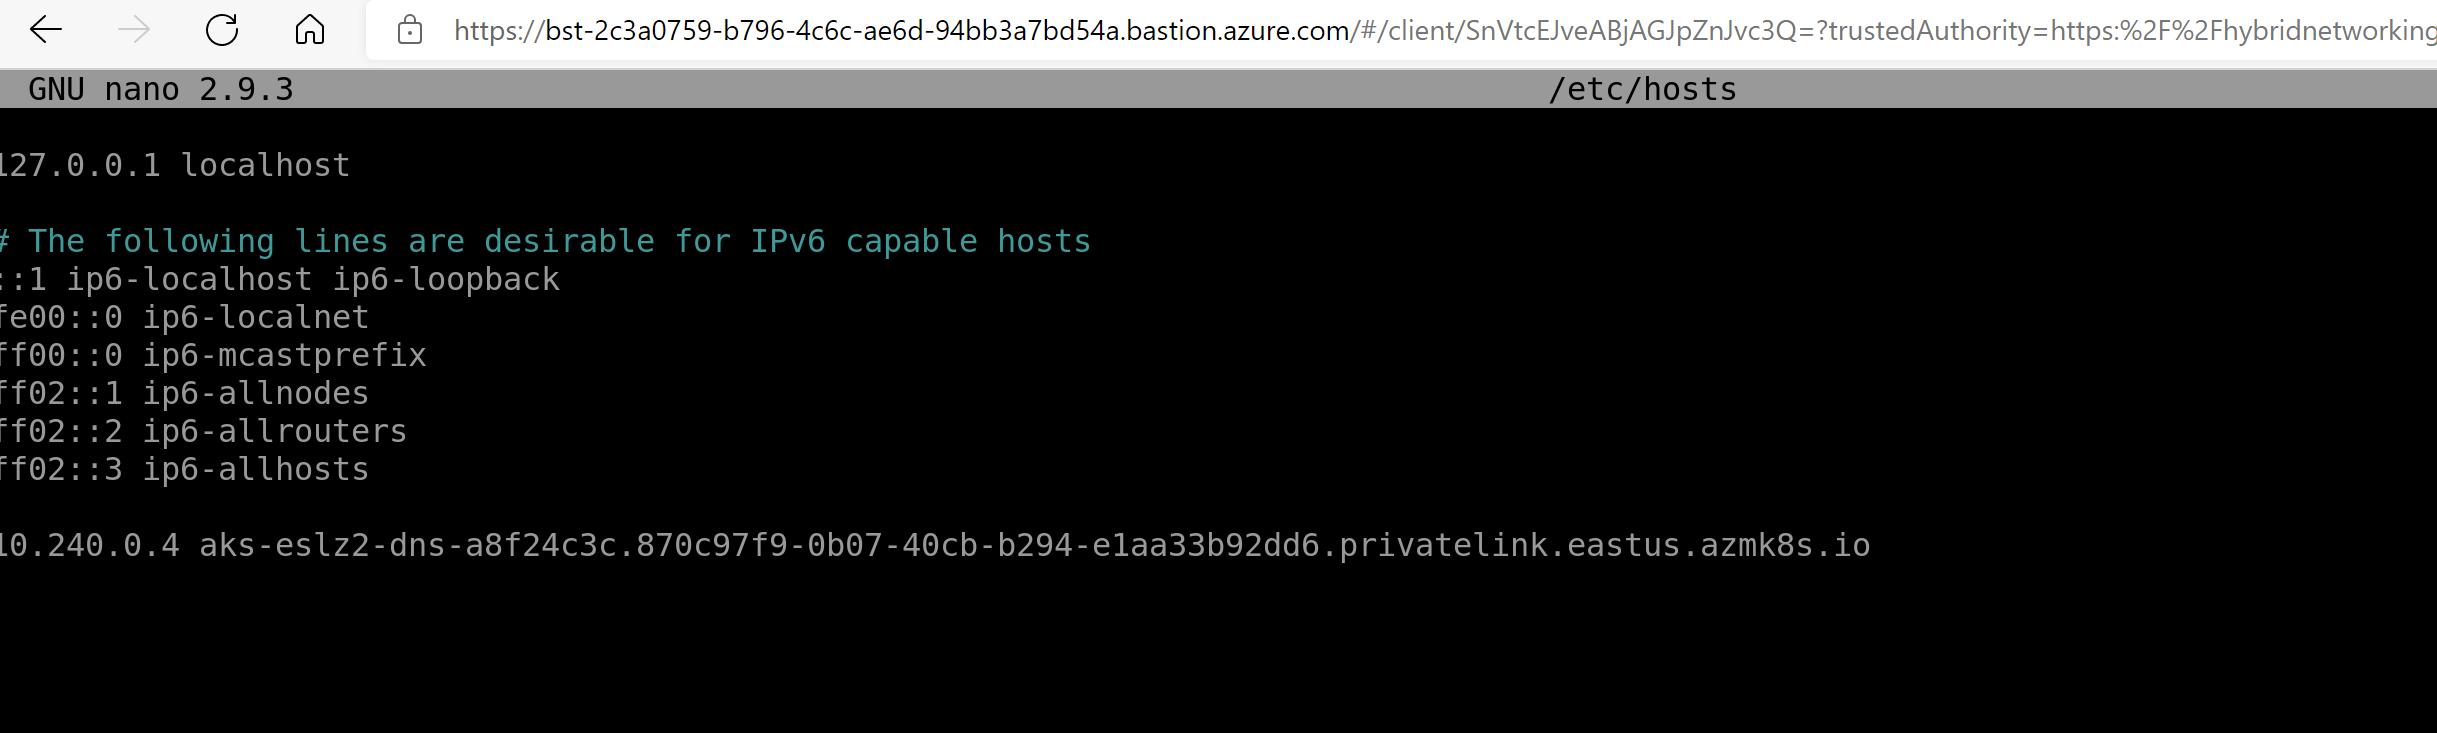 https://bst-2c3a0759-b796-4c6c-ae6d-94bb3a7bd54a.bastion.azure.com/#/client/SnVtcEJveABjAGJpZnJvc3Q=?trustedAuthority=https:%2F%2Fhybridnetworking
GNU nano 2.9.3 /etc/hosts
127.0.0.1 localhost
# The following lines are desirable for IPv6 capable hosts
::1 ip6-localhost ip6-loopback
fe00::0 ip6-localnet
ff00::0 ip6-mcastprefix
ff02::1 ip6-allnodes
ff02::2 ip6-allrouters
ff02::3 ip6-allhosts
10.240.0.4 aks-eslz2-dns-a8f24c3c.870c97f9-0b07-40cb-b294-e1aa33b92dd6.privatelink.eastus.azmk8s.io